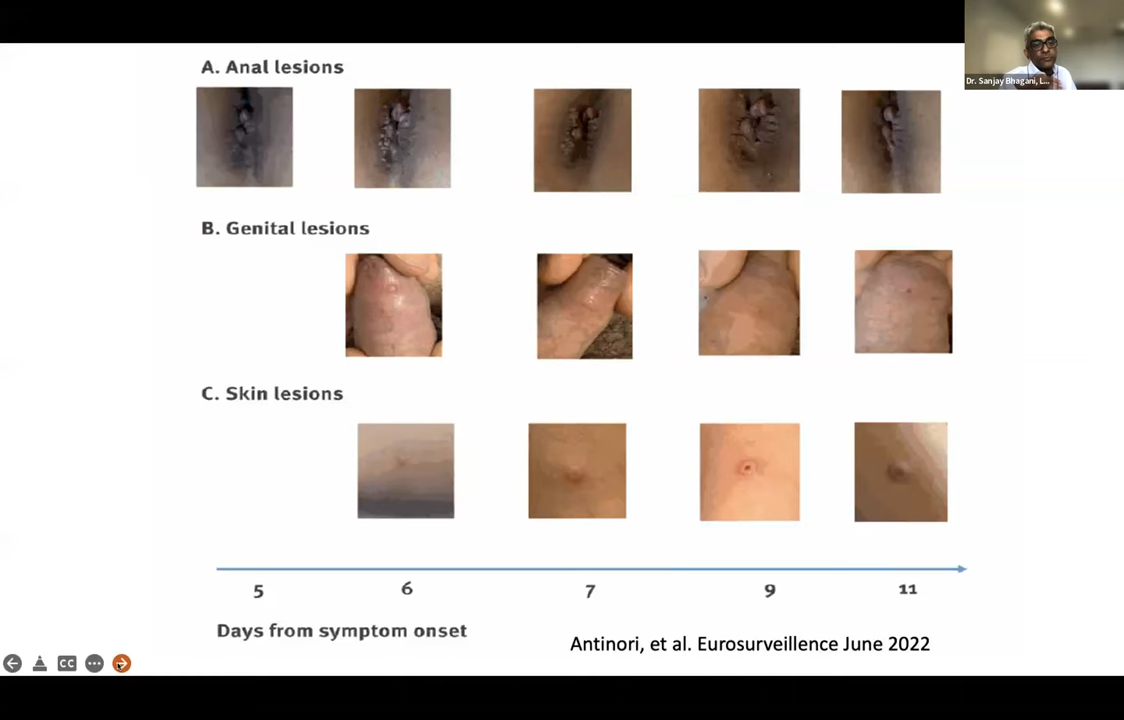 Dr. Sanjay Bhagani, L...
A. Anal lesions
B. Genital lesions
C. Skin lesions
5 6 7 9 11
Days from symptom onset
Antinori, et al. Eurosurveillence June 2022
CC